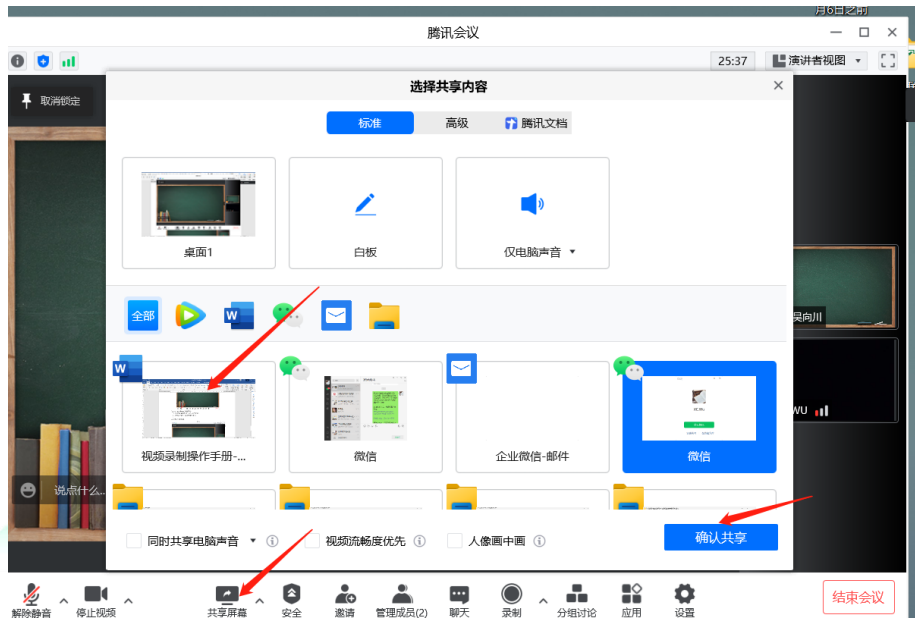 月6日之前
腾讯会议
25:37
演讲者视图
取消锁定
选择共享内容
标准
高级
腾讯文档
桌面1
白板
仅电脑声音
全部
W
吴向川
W
视频录制操作手册-...
微信
企业微信-邮件
微信
WU
说点什么...
同时共享电脑声音
视频流畅度优先
人像画中画
确认共享
解除静音
停止视频
共享屏幕
安全
邀请
管理成员(2)
聊天
录制
分组讨论
应用
设置
结束会议